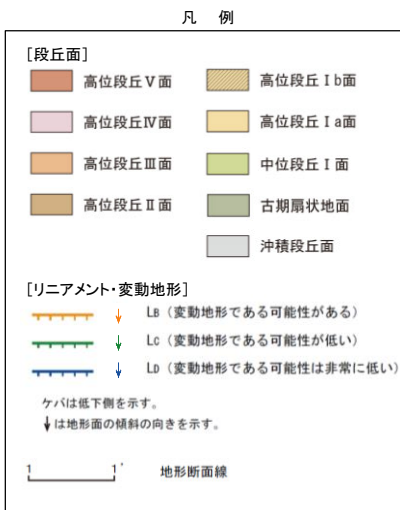 凡 例
[段丘面]
高位段丘Ⅴ面 高位段丘Ⅰb面
高位段丘Ⅳ面 高位段丘Ⅰa面
高位段丘Ⅲ面 中位段丘Ⅰ面
高位段丘Ⅱ面 古期扇状地面
沖積段丘面
[リニアメント・変動地形]
LB (変動地形である可能性がある)
LC (変動地形である可能性が低い)
LD (変動地形である可能性は非常に低い)
ケバは低下側を示す。
↓は地形面の傾斜の向きを示す。
1 1' 地形断面線